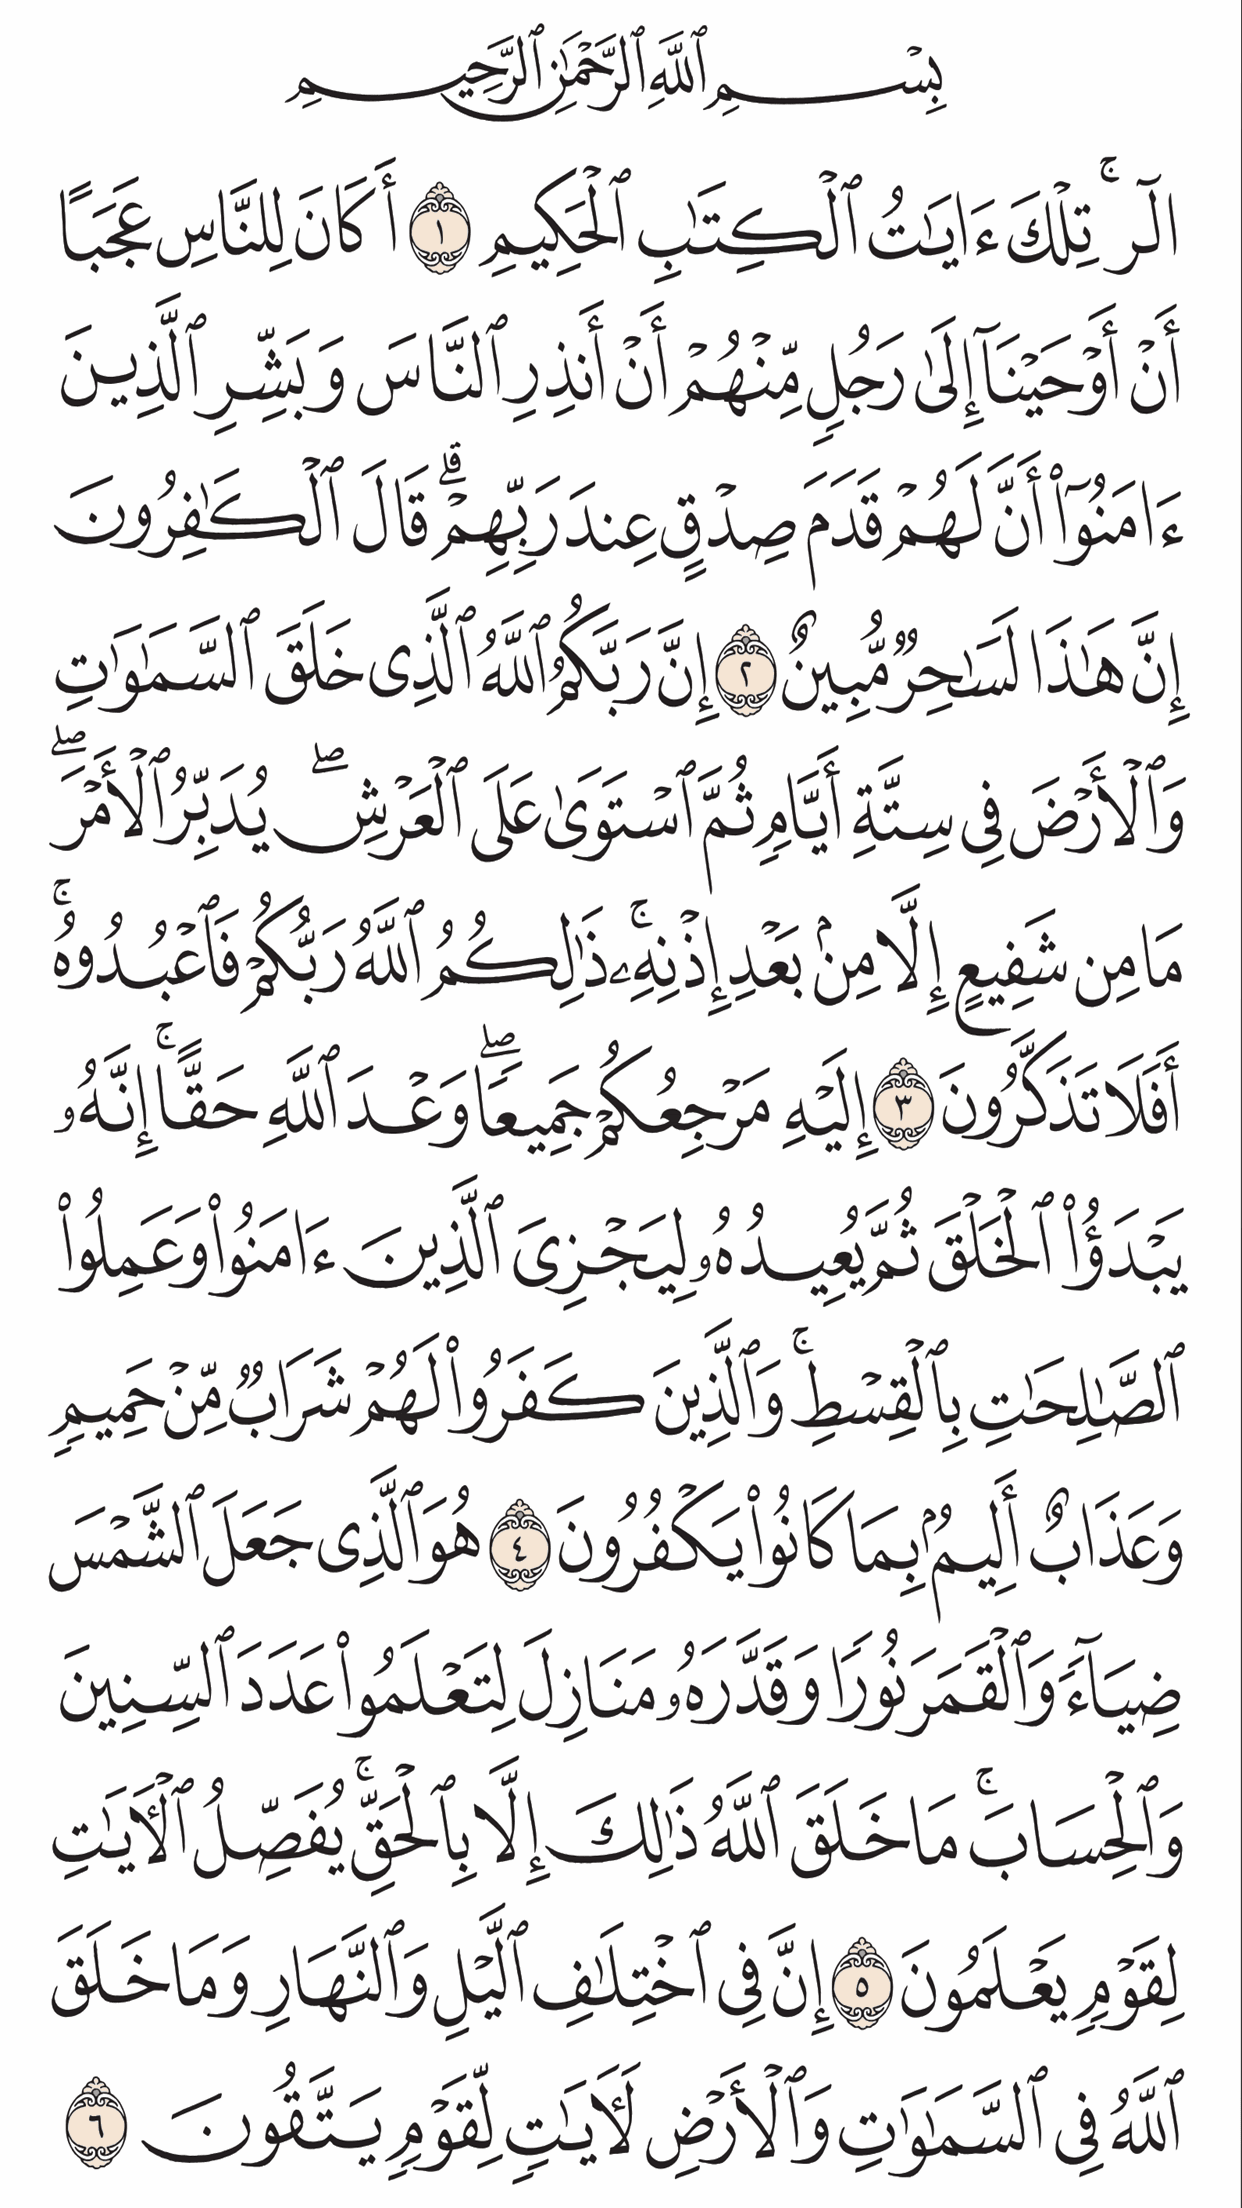 بِسْمِ ٱللَّهِ ٱلرَّحْمَٰنِ ٱلرَّحِيمِ
الٓر ۚ تِلْكَ ءَايَٰتُ ٱلْكِتَٰبِ ٱلْحَكِيمِ ١ أَكَانَ لِلنَّاسِ عَجَبًا
أَنْ أَوْحَيْنَآ إِلَىٰ رَجُلٍ مِّنْهُمْ أَنْ أَنذِرِ ٱلنَّاسَ وَبَشِّرِ ٱلَّذِينَ
ءَامَنُوٓا۟ أَنَّ لَهُمْ قَدَمَ صِدْقٍ عِندَ رَبِّهِمْ ۗ قَالَ ٱلْكَٰفِرُونَ
إِنَّ هَٰذَا لَسَٰحِرٌ مُّبِينٌ ٢ إِنَّ رَبَّكُمُ ٱللَّهُ ٱلَّذِى خَلَقَ ٱلسَّمَٰوَٰتِ
وَٱلْأَرْضَ فِى سِتَّةِ أَيَّامٍ ثُمَّ ٱسْتَوَىٰ عَلَى ٱلْعَرْشِ ۖ يُدَبِّرُ ٱلْأَمْرَ ۖ
مَا مِن شَفِيعٍ إِلَّا مِنۢ بَعْدِ إِذْنِهِۦ ۚ ذَٰلِكُمُ ٱللَّهُ رَبُّكُمْ فَٱعْبُدُوهُ ۚ
أَفَلَا تَذَكَّرُونَ ٣ إِلَيْهِ مَرْجِعُكُمْ جَمِيعًا ۖ وَعْدَ ٱللَّهِ حَقًّا ۚ إِنَّهُۥ
يَبْدَؤُا۟ ٱلْخَلْقَ ثُمَّ يُعِيدُهُۥ لِيَجْزِىَ ٱلَّذِينَ ءَامَنُوا۟ وَعَمِلُوا۟
ٱلصَّٰلِحَٰتِ بِٱلْقِسْطِ ۚ وَٱلَّذِينَ كَفَرُوا۟ لَهُمْ شَرَابٌ مِّنْ حَمِيمٍ
وَعَذَابٌ أَلِيمٌۢ بِمَا كَانُوا۟ يَكْفُرُونَ ٤ هُوَ ٱلَّذِى جَعَلَ ٱلشَّمْسَ
ضِيَآءً وَٱلْقَمَرَ نُورًا وَقَدَّرَهُۥ مَنَازِلَ لِتَعْلَمُوا۟ عَدَدَ ٱلسِّنِينَ
وَٱلْحِسَابَ ۚ مَا خَلَقَ ٱللَّهُ ذَٰلِكَ إِلَّا بِٱلْحَقِّ ۚ يُفَصِّلُ ٱلْءَايَٰتِ
لِقَوْمٍ يَعْلَمُونَ ٥ إِنَّ فِى ٱخْتِلَٰفِ ٱلَّيْلِ وَٱلنَّهَارِ وَمَا خَلَقَ
ٱللَّهُ فِى ٱلسَّمَٰوَٰتِ وَٱلْأَرْضِ لَءَايَٰتٍ لِّقَوْمٍ يَتَّقُونَ ٦